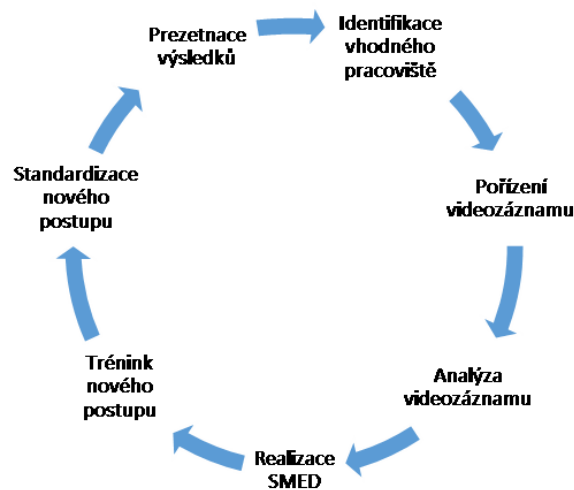 Prezetnace
výsledků
Identifikace
vhodného
pracoviště
Pořízení
videozáznamu
Analýza
videozáznamu
Realizace
SMED
Trénink
nového
postupu
Standardizace
nového
postupu